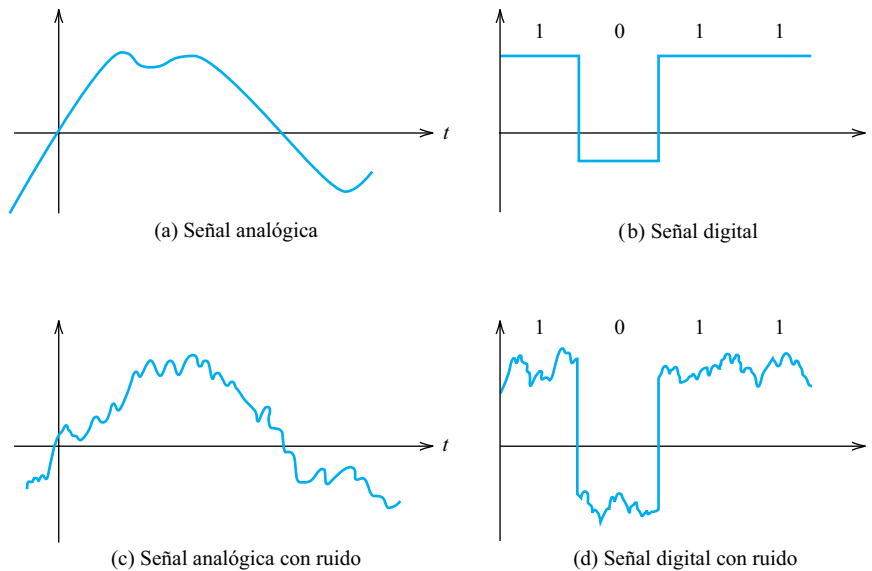 1 0 1 1
t
(a) Señal analógica
(b) Señal digital
1 0 1 1
t
(c) Señal analógica con ruido
(d) Señal digital con ruido